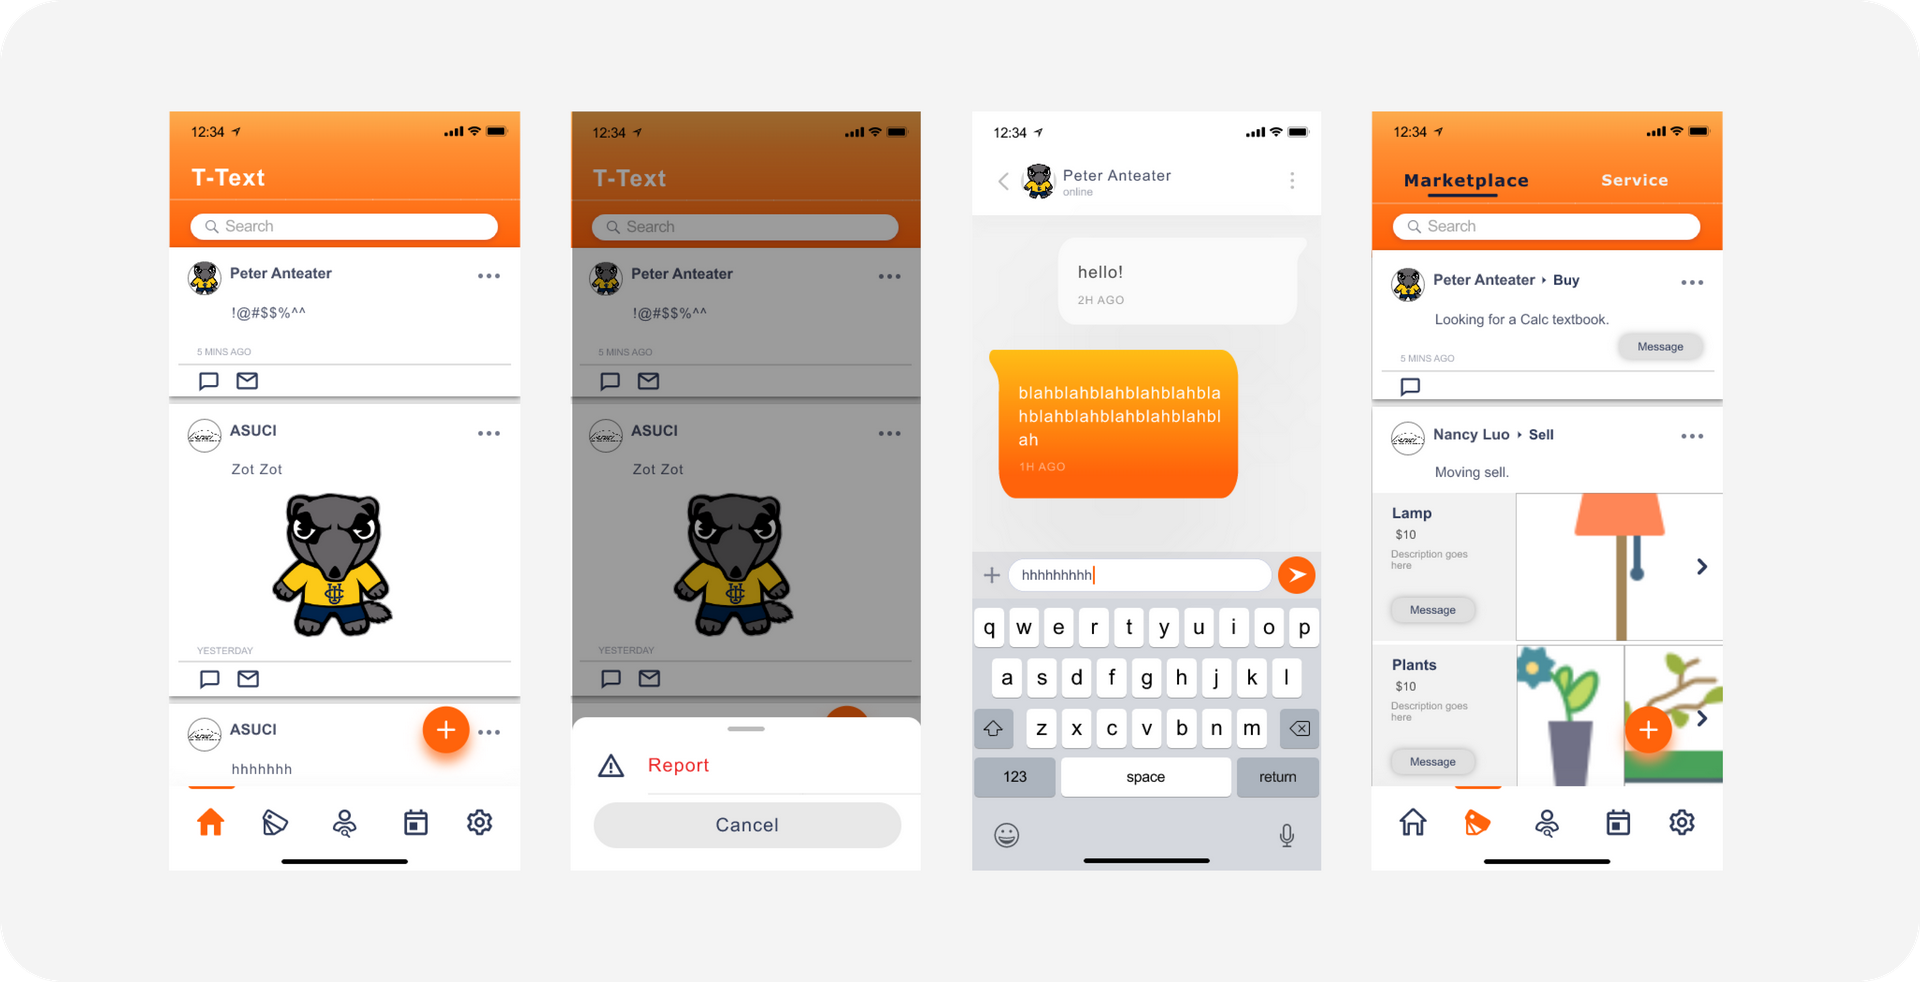 12:34
T-Text
Search
Peter Anteater
!@#$$%^^
5 MINS AGO
ASUCI
Zot Zot
YESTERDAY
ASUCI
hhhhhhh
12:34
T-Text
Search
Peter Anteater
!@#$$%^^
5 MINS AGO
ASUCI
Zot Zot
YESTERDAY
Report
Cancel
12:34
Peter Anteater
online
hello!
2H AGO
blahblahblahblahblahbla
hblahblahblahblahblahbl
ah
1H AGO
hhhhhhhhh
q w e r t y u i o p
a s d f g h j k l
z x c v b n m
123 space return
12:34
Marketplace Service
Search
Peter Anteater ‣ Buy
Looking for a Calc textbook.
Message
5 MINS AGO
Nancy Luo ‣ Sell
Moving sell.
Lamp
$10
Description goes
here
Message
Plants
$10
Description goes
here
Message